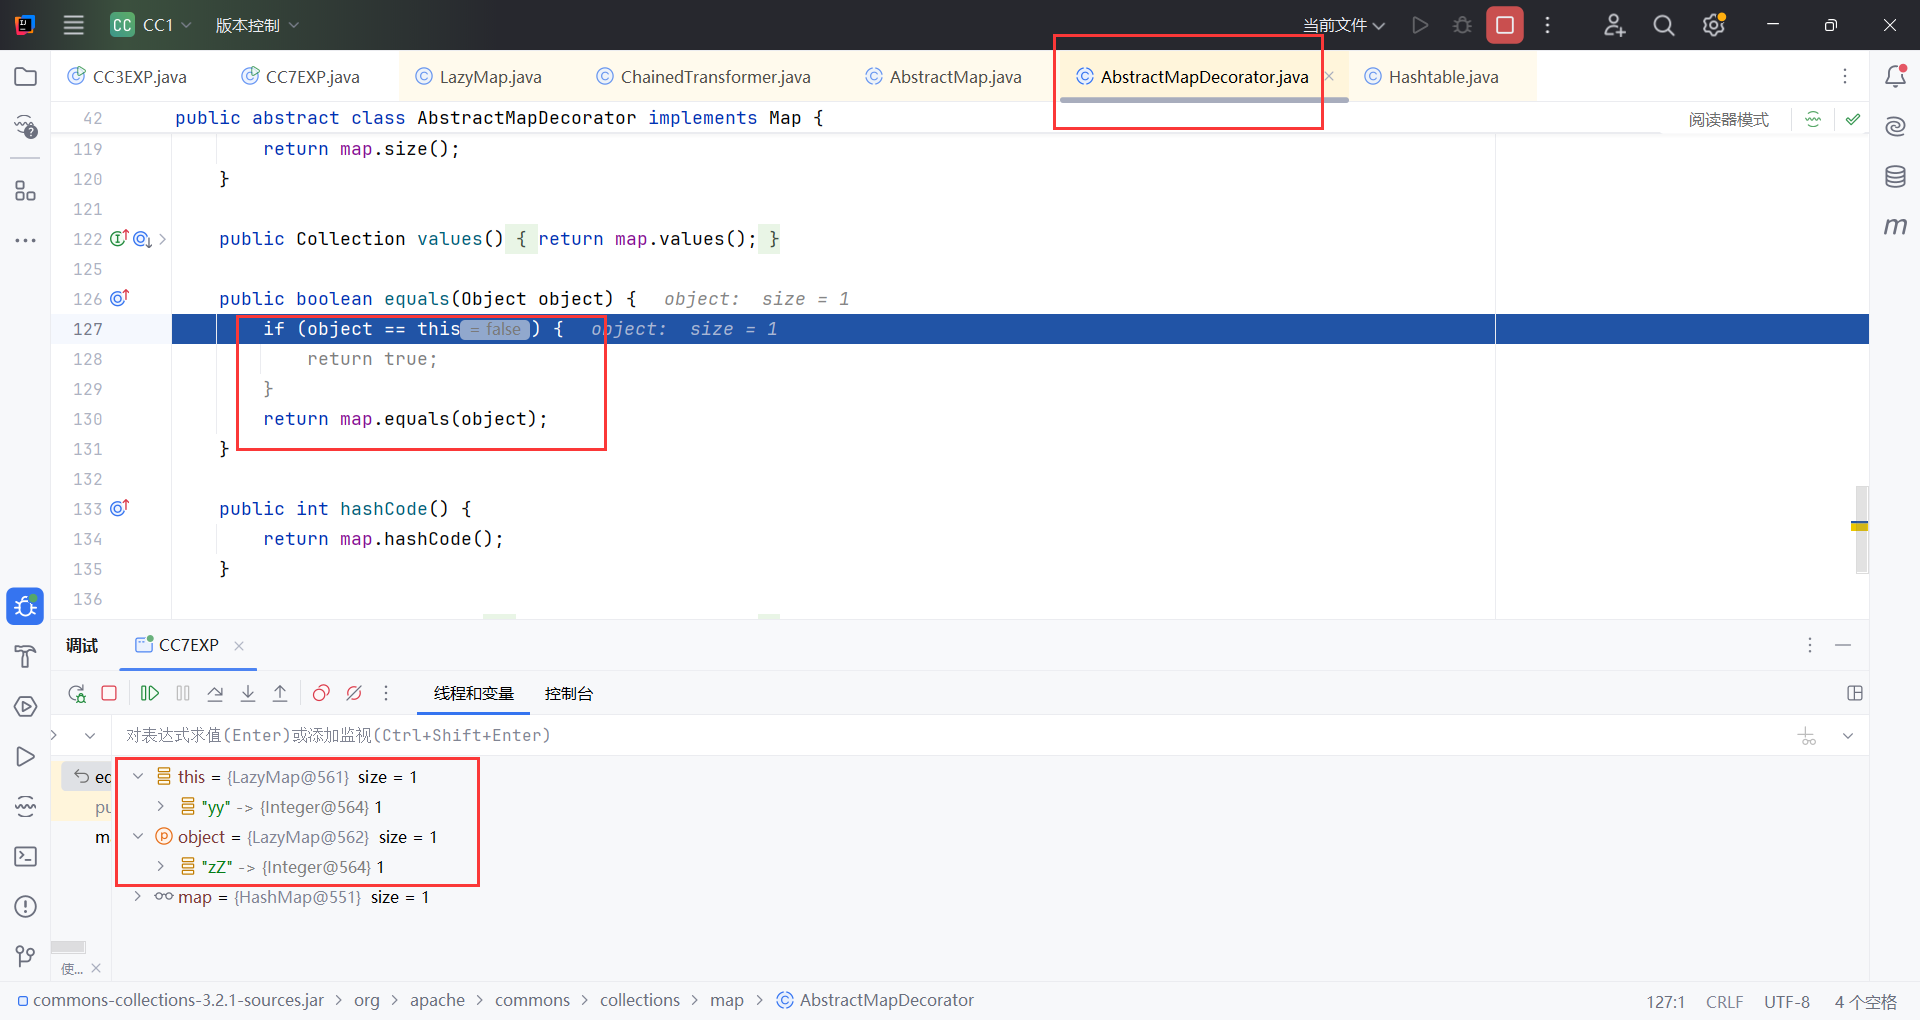 CC CC1 版本控制 当前文件
CC3EXP.java CC7EXP.java LazyMap.java ChainedTransformer.java AbstractMap.java AbstractMapDecorator.java Hashtable.java
42 public abstract class AbstractMapDecorator implements Map { 阅读器模式
119 return map.size();
120 }
121
122 public Collection values() { return map.values(); }
125
126 public boolean equals(Object object) { object: size = 1
127 if (object == this = false ) { object: size = 1
128 return true;
129 }
130 return map.equals(object);
131 }
132
133 public int hashCode() {
134 return map.hashCode();
135 }
136
调试 CC7EXP
线程和变量 控制台
对表达式求值(Enter)或添加监视(Ctrl+Shift+Enter)
this = {LazyMap@561} size = 1
"yy" -> {Integer@564} 1
object = {LazyMap@562} size = 1
"zZ" -> {Integer@564} 1
map = {HashMap@551} size = 1
使...
commons-collections-3.2.1-sources.jar > org > apache > commons > collections > map > AbstractMapDecorator 127:1 CRLF UTF-8 4 个空格